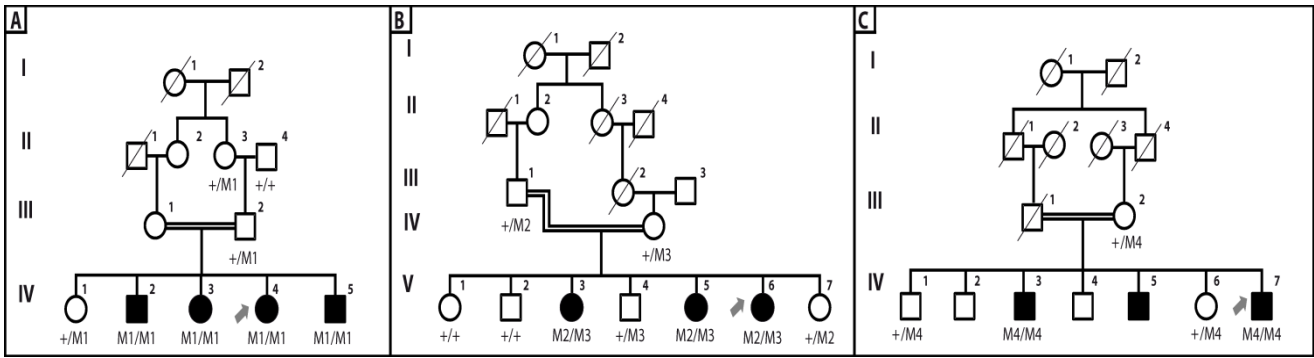 A
I
1 2
II
1 2 3 4
+/M1 +/+
III
1 2
+/M1
IV
1 2 3 4 5
+/M1 M1/M1 M1/M1 M1/M1 M1/M1
B
I
1 2
II
1 2 3 4
III
1 2 3
+/M2
IV
+/M3
V
1 2 3 4 5 6 7
+/+ +/+ M2/M3 +/M3 M2/M3 M2/M3 +/M2
C
I
1 2
II
1 2 3 4
III
1 2
+/M4
IV
1 2 3 4 5 6 7
+/M4 M4/M4 +/M4 M4/M4